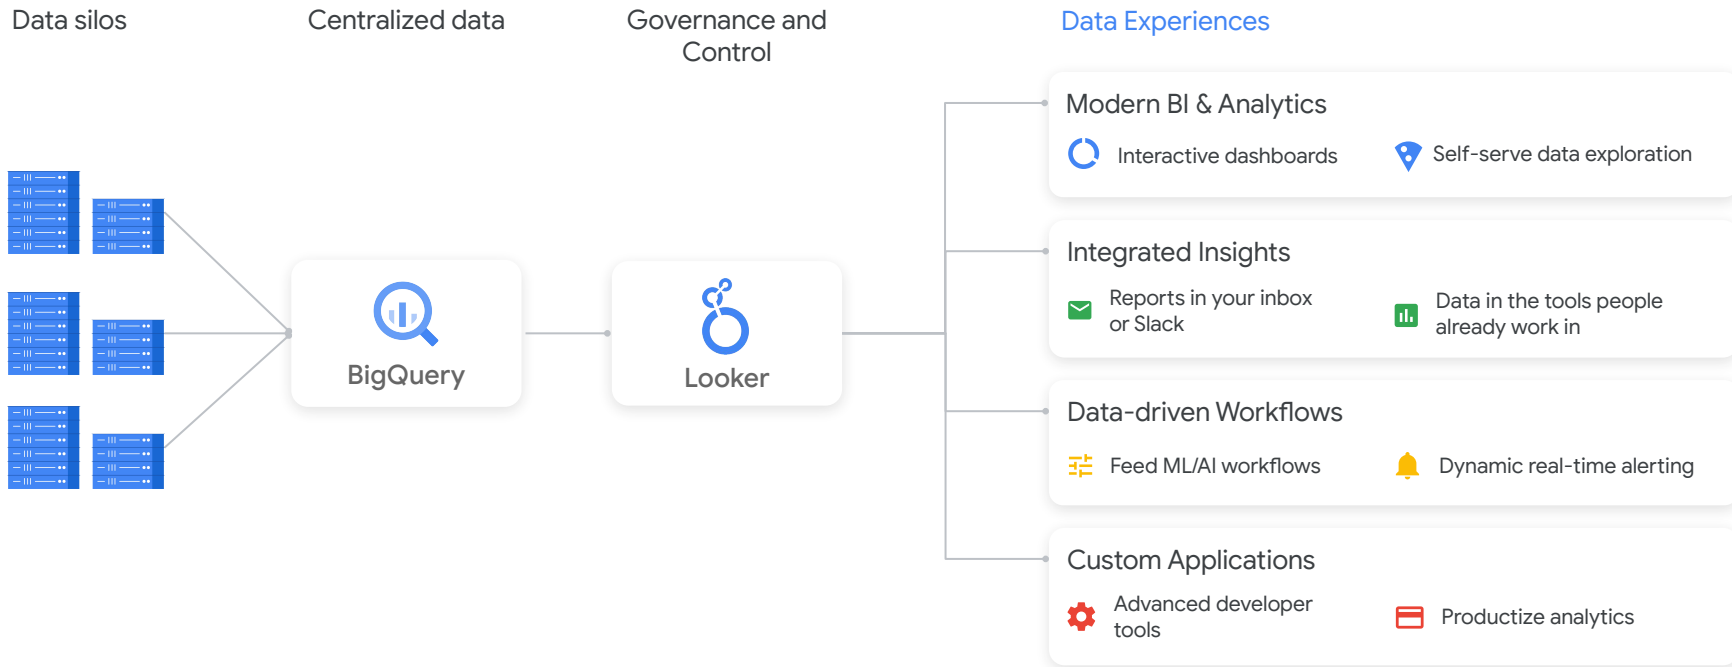 Data silos
Centralized data
Governance and
Control
Data Experiences
BigQuery
Looker
Modern BI & Analytics
Interactive dashboards
Self-serve data exploration
Integrated Insights
Reports in your inbox
or Slack
Data in the tools people
already work in
Data-driven Workflows
Feed ML/AI workflows
Dynamic real-time alerting
Custom Applications
Advanced developer
tools
Productize analytics